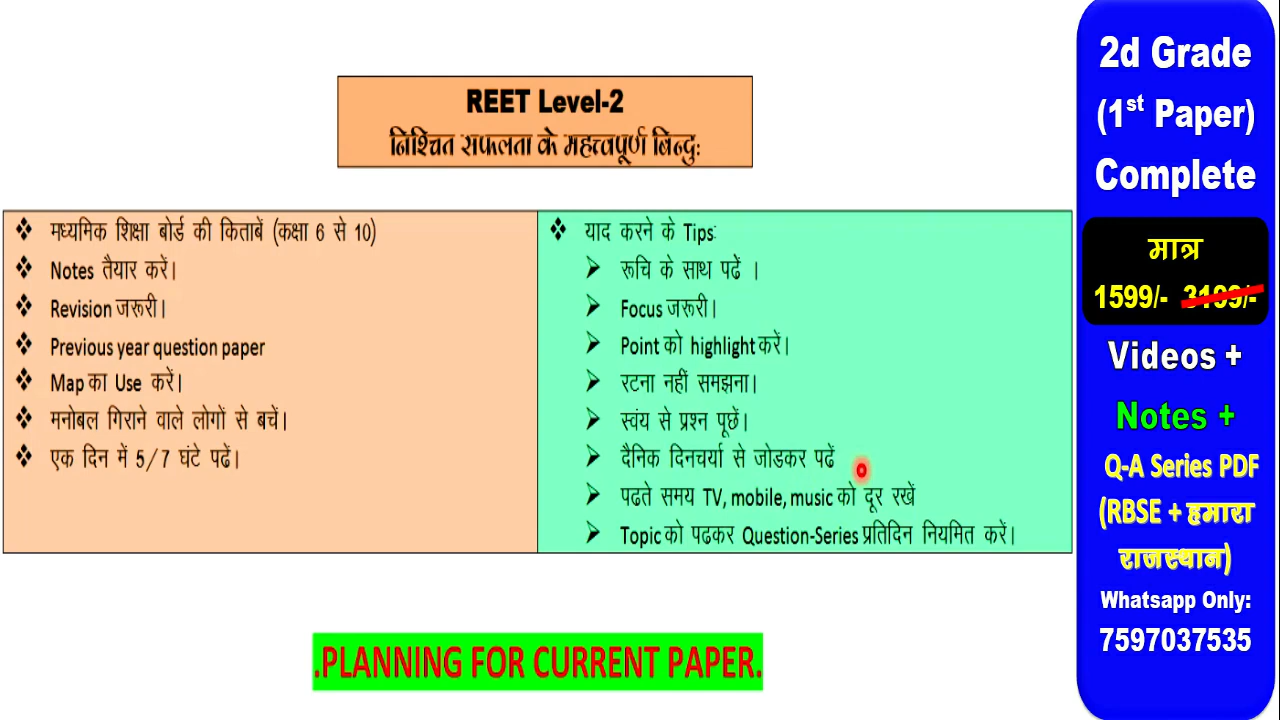 REET Level-2
निश्चित सफलता के महत्त्वपूर्ण बिन्दु:
❖ मध्यमिक शिक्षा बोर्ड की किताबें (कक्षा 6 से 10)
❖ Notes तैयार करें।
❖ Revision जरूरी।
❖ Previous year question paper
❖ Map का Use करें।
❖ मनोबल गिराने वाले लोगों से बचें।
❖ एक दिन में 5/7 घंटे पढें।
❖ याद करने के Tips:
➢ रूचि के साथ पढें ।
➢ Focus जरूरी।
➢ Point को highlight करें।
➢ रटना नहीं समझना।
➢ स्वंय से प्रश्न पूछें।
➢ दैनिक दिनचर्या से जोडकर पढें
➢ पढते समय TV, mobile, music को दूर रखें
➢ Topic को पढकर Question-Series प्रतिदिन नियमित करें।
.PLANNING FOR CURRENT PAPER.
2d Grade
(1st Paper)
Complete
मात्र
1599/- 3199/-
Videos +
Notes +
Q-A Series PDF
(RBSE + हमारा
राजस्थान)
Whatsapp Only:
7597037535